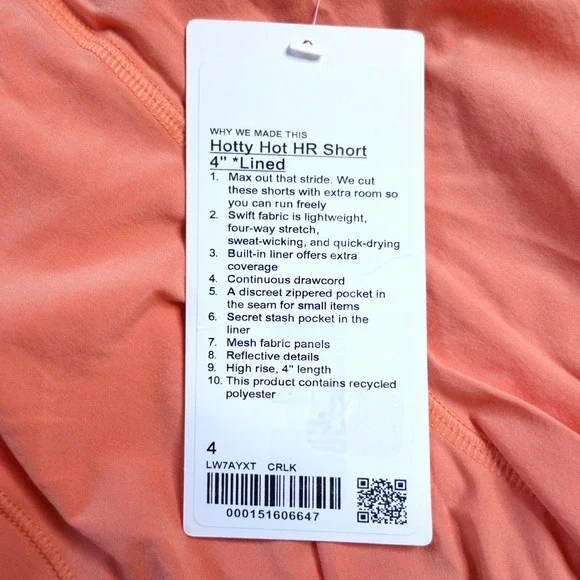 WHY WE MADE THIS
Hotty Hot HR Short
4" *Lined
1. Max out that stride. We cut
these shorts with extra room so
you can run freely
2. Swift fabric is lightweight,
four-way stretch,
sweat-wicking, and quick-drying
3. Built-in liner offers extra
coverage
4. Continuous drawcord
5. A discreet zippered pocket in
the seam for small items
6. Secret stash pocket in the
liner
7. Mesh fabric panels
8. Reflective details
9. High rise, 4" length
10. This product contains recycled
polyester
4
LW7AYXT CRLK
000151606647